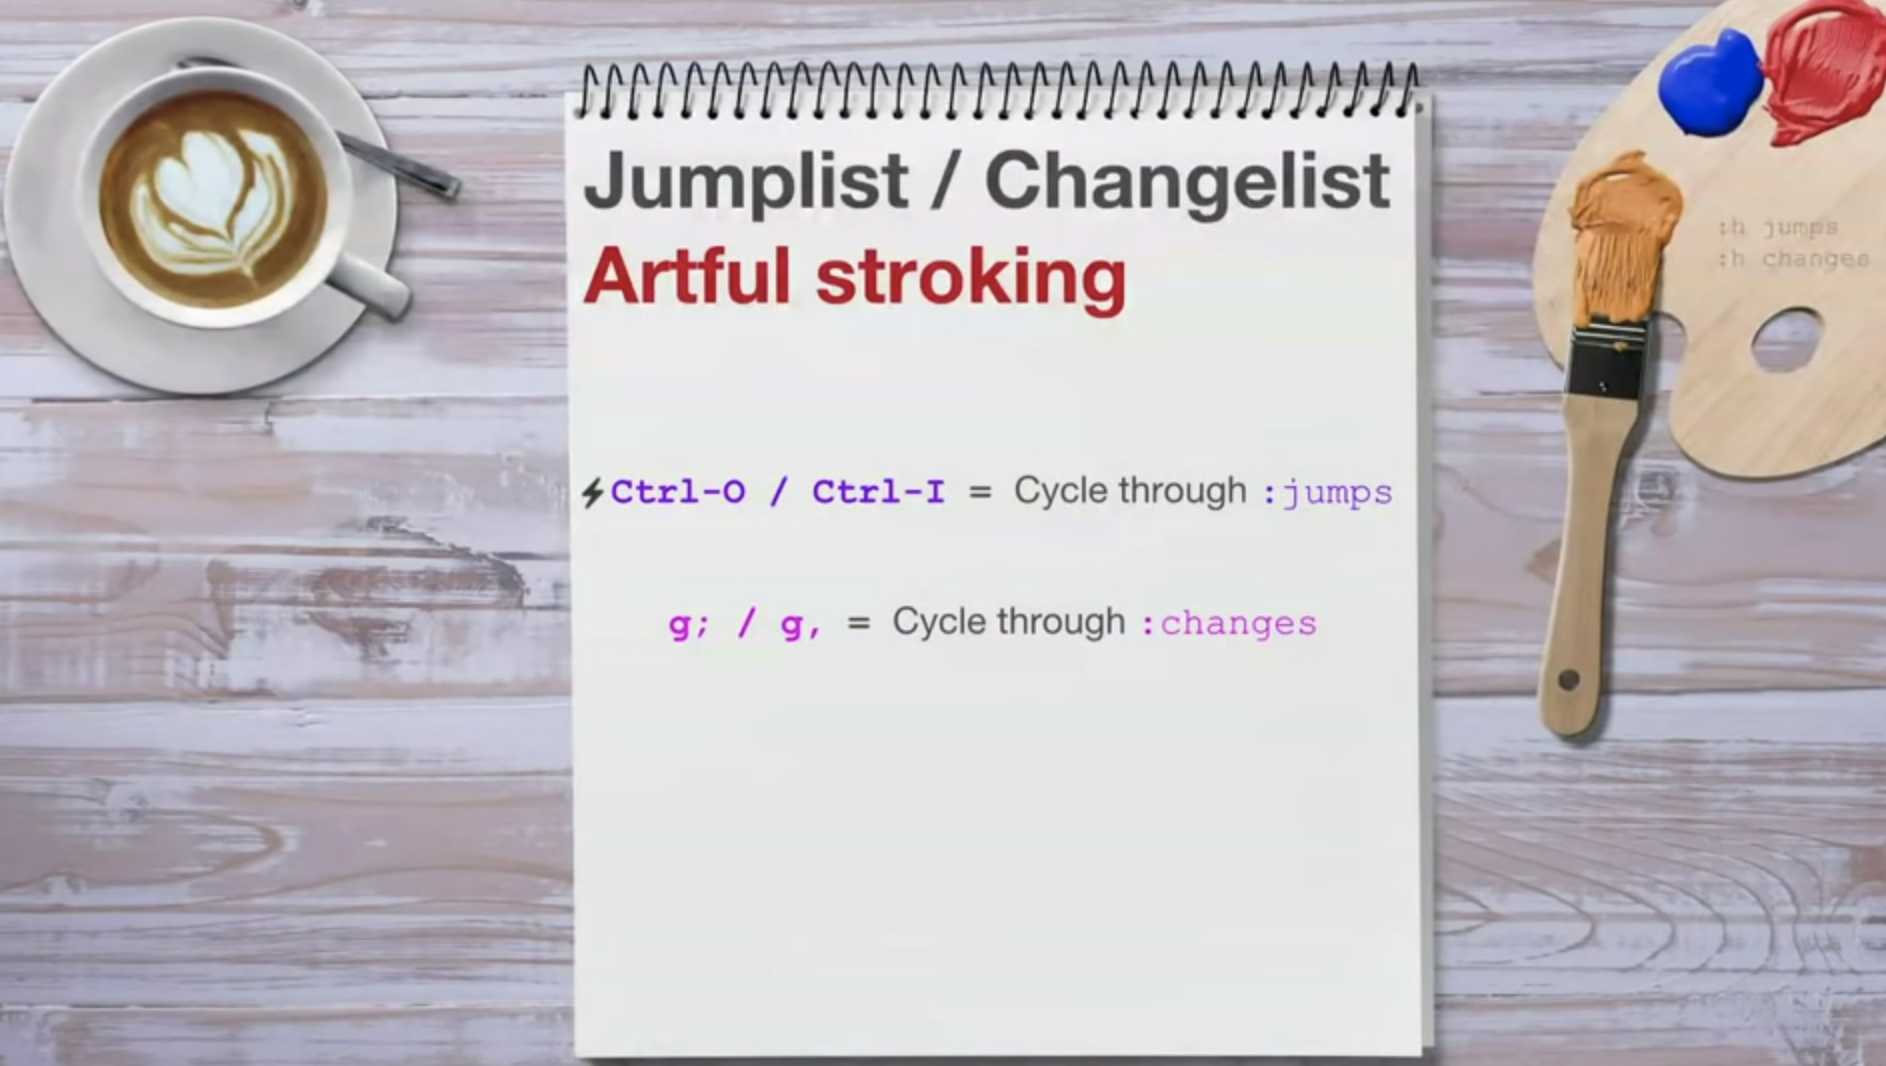 Jumplist / Changelist
Artful stroking
:h jumps
:h changes
⚡Ctrl-O / Ctrl-I = Cycle through :jumps
g; / g, = Cycle through :changes